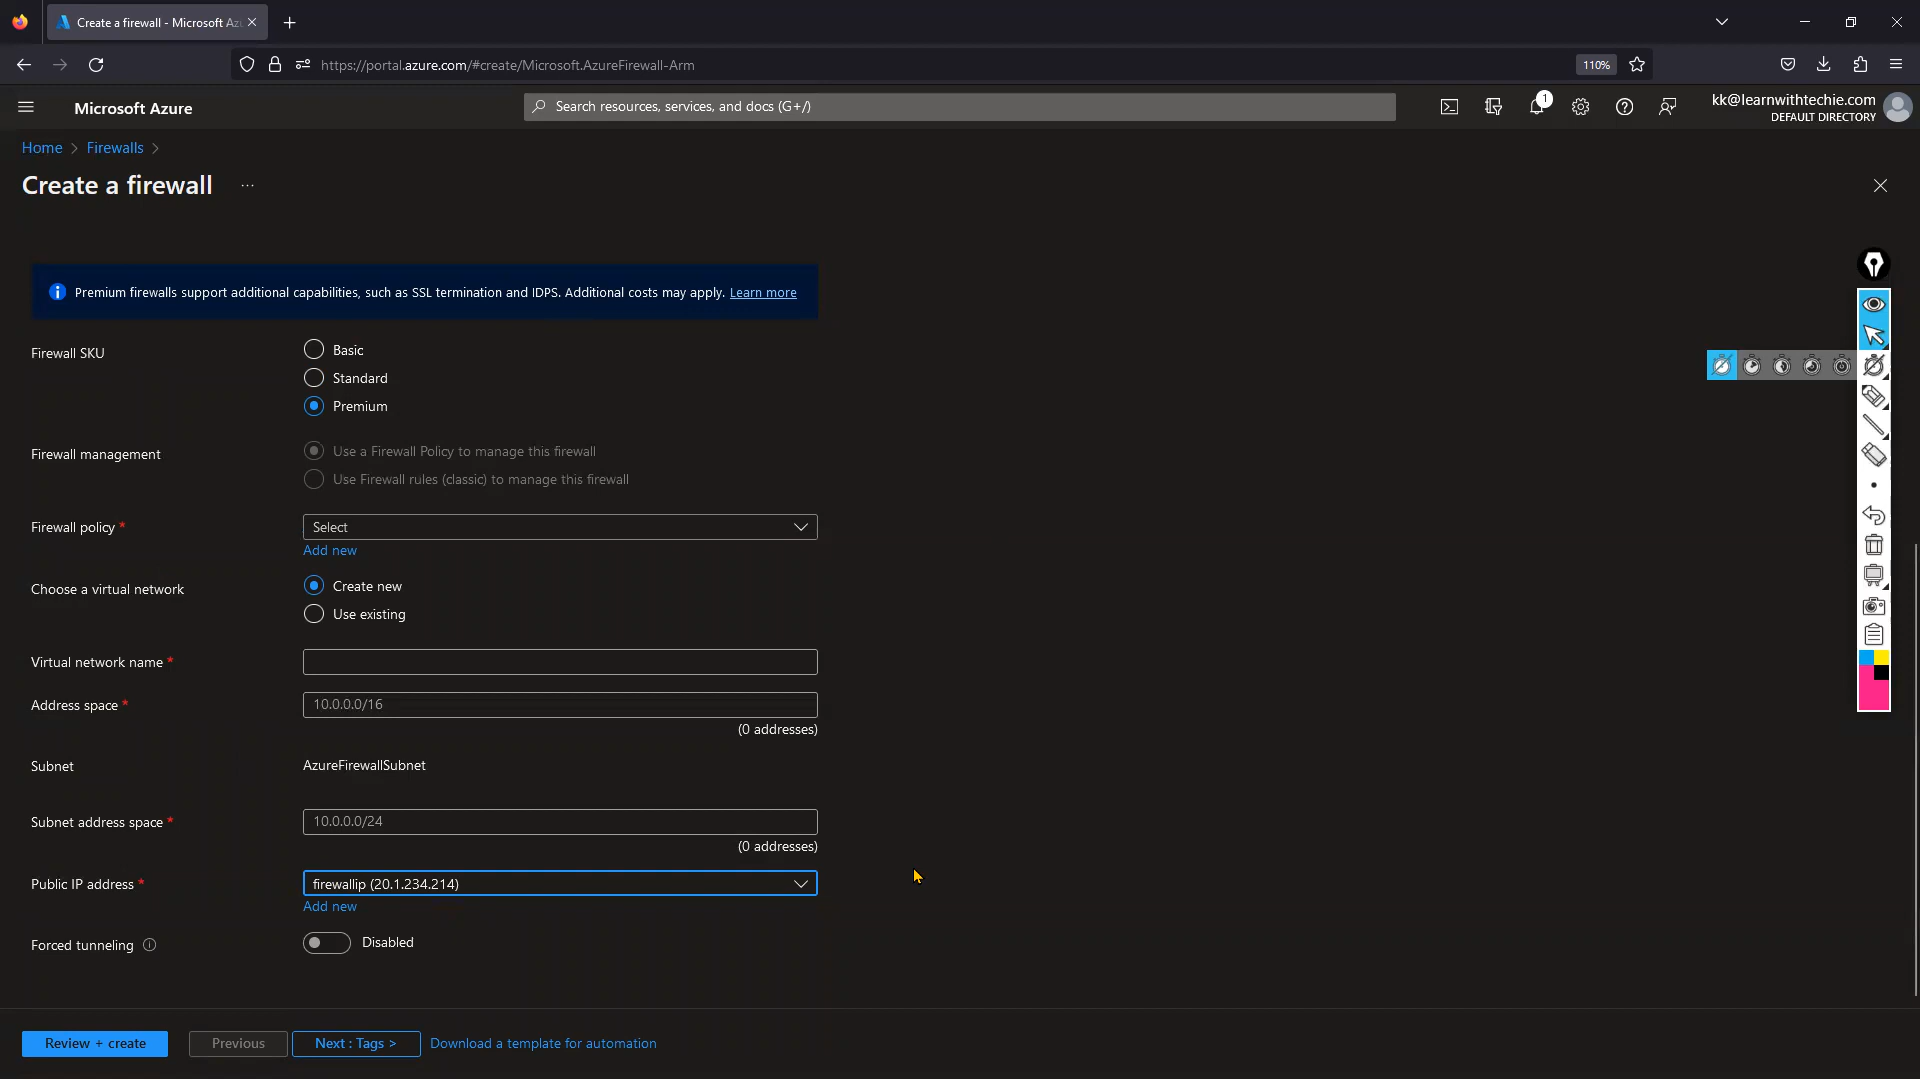 Create a firewall - Microsoft Az
https://portal.azure.com/#create/Microsoft.AzureFirewall-Arm
110%
Microsoft Azure
Search resources, services, and docs (G+/)
1
kk@learnwithtechie.com
DEFAULT DIRECTORY
Home > Firewalls >
Create a firewall ...
Premium firewalls support additional capabilities, such as SSL termination and IDPS. Additional costs may apply. Learn more
Firewall SKU
Basic
Standard
Premium
Firewall management
Use a Firewall Policy to manage this firewall
Use Firewall rules (classic) to manage this firewall
Firewall policy *
Select
Add new
Choose a virtual network
Create new
Use existing
Virtual network name *
Address space *
10.0.0.0/16
(0 addresses)
Subnet
AzureFirewallSubnet
Subnet address space *
10.0.0.0/24
(0 addresses)
Public IP address *
firewallip (20.1.234.214)
Add new
Forced tunneling
Disabled
Review + create
Previous
Next : Tags >
Download a template for automation